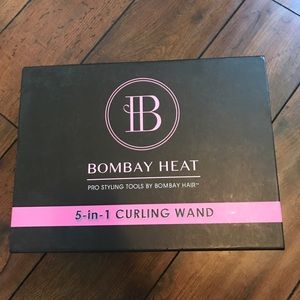 B
BOMBAY HEAT
PRO STYLING TOOLS BY BOMBAY HAIR™
5-in-1 CURLING WAND